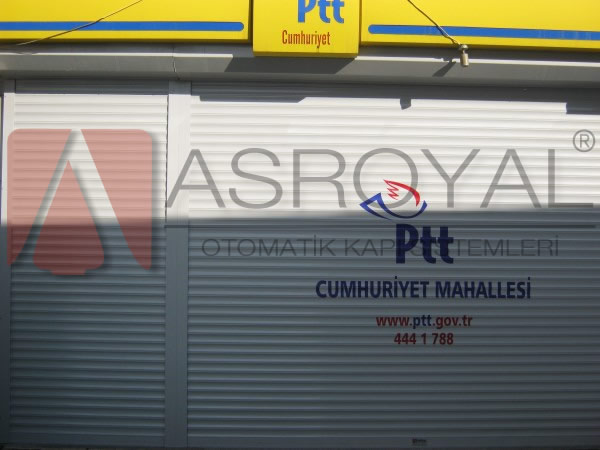 Ptt
Cumhuriyet
ASROYAL®
OTOMATİK KAPI SİSTEMLERİ
Ptt
CUMHURİYET MAHALLESİ
www.ptt.gov.tr
444 1 788